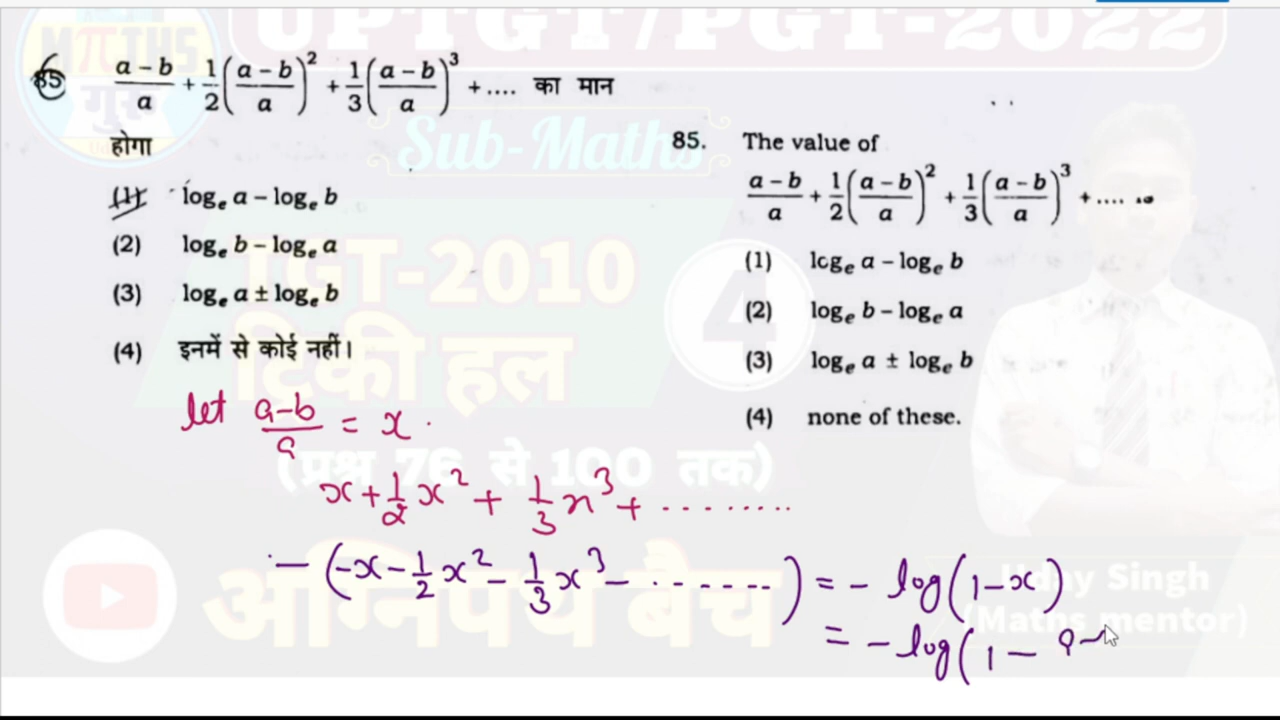 UPTGT/PGT-2022
MπTHS
गुरु
85 (a – b)/a + 1/2 ((a – b)/a)² + 1/3 ((a – b)/a)³ + .... का मान
होगा
Sub-Maths
(1) logₑ a – logₑ b
(2) logₑ b – logₑ a
(3) logₑ a ± logₑ b
(4) इनमें से कोई नहीं।
85. The value of
(a – b)/a + 1/2 ((a – b)/a)² + 1/3 ((a – b)/a)³ + .... is
(1) logₑ a – logₑ b
(2) logₑ b – logₑ a
(3) logₑ a ± logₑ b
(4) none of these.
TGT-2010
4
टिकी हल
(प्रश्न 76 से 100 तक)
अग्निपथ बैच
Uday Singh
(Maths mentor)
let (a–b)/a = x .
x + 1/2 x² + 1/3 x³ + ........
– (–x – 1/2 x² – 1/3 x³ – .......) = – log(1–x)
= – log(1 – a–